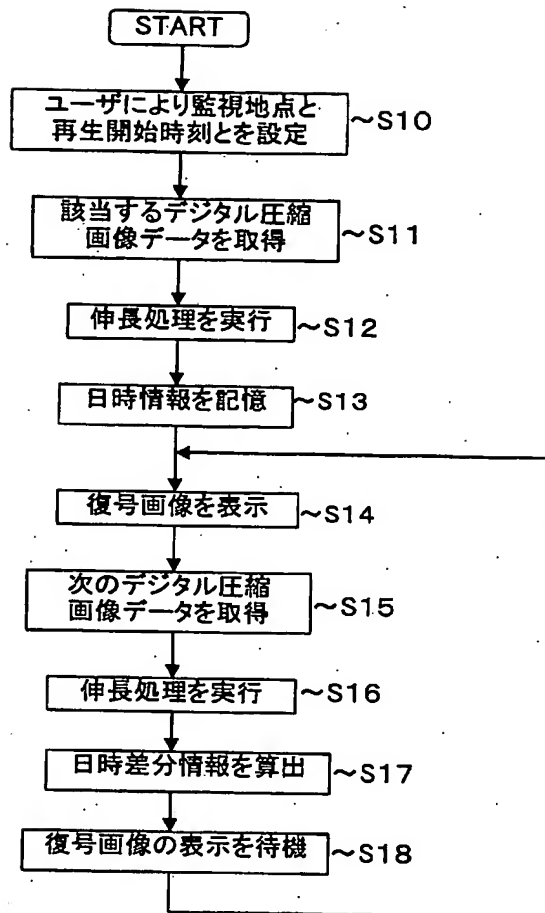 START
ユーザにより監視地点と
再生開始時刻とを設定
～S10
該当するデジタル圧縮
画像データを取得
～S11
伸長処理を実行
～S12
日時情報を記憶
～S13
復号画像を表示
～S14
次のデジタル圧縮
画像データを取得
～S15
伸長処理を実行
～S16
日時差分情報を算出
～S17
復号画像の表示を待機
～S18